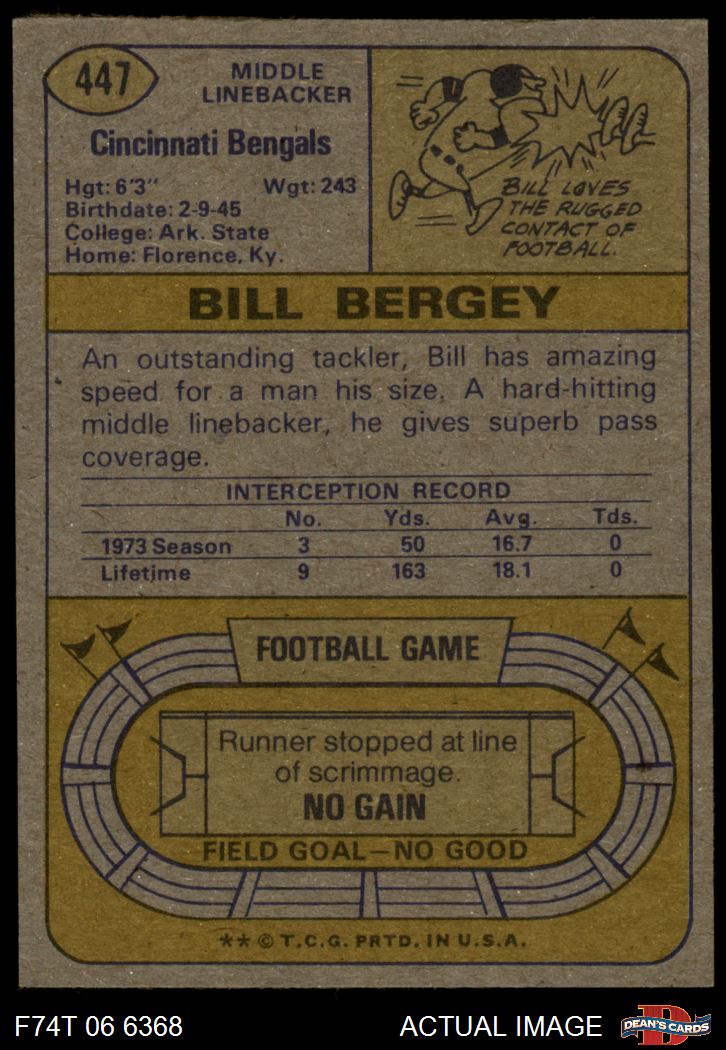 447
MIDDLE
LINEBACKER
Cincinnati Bengals
Hgt: 6'3" Wgt: 243
Birthdate: 2-9-45
College: Ark. State
Home: Florence, Ky.
BILL LOVES
THE RUGGED
CONTACT OF
FOOTBALL.
BILL BERGEY
An outstanding tackler, Bill has amazing
speed for a man his size. A hard-hitting
middle linebacker, he gives superb pass
coverage.
INTERCEPTION RECORD
No. Yds. Avg. Tds.
1973 Season 3 50 16.7 0
Lifetime 9 163 18.1 0
FOOTBALL GAME
Runner stopped at line
of scrimmage.
NO GAIN
FIELD GOAL—NO GOOD
** © T.C.G. PRTD. IN U.S.A.
F74T 06 6368 ACTUAL IMAGE
D
DEAN'S CARDS